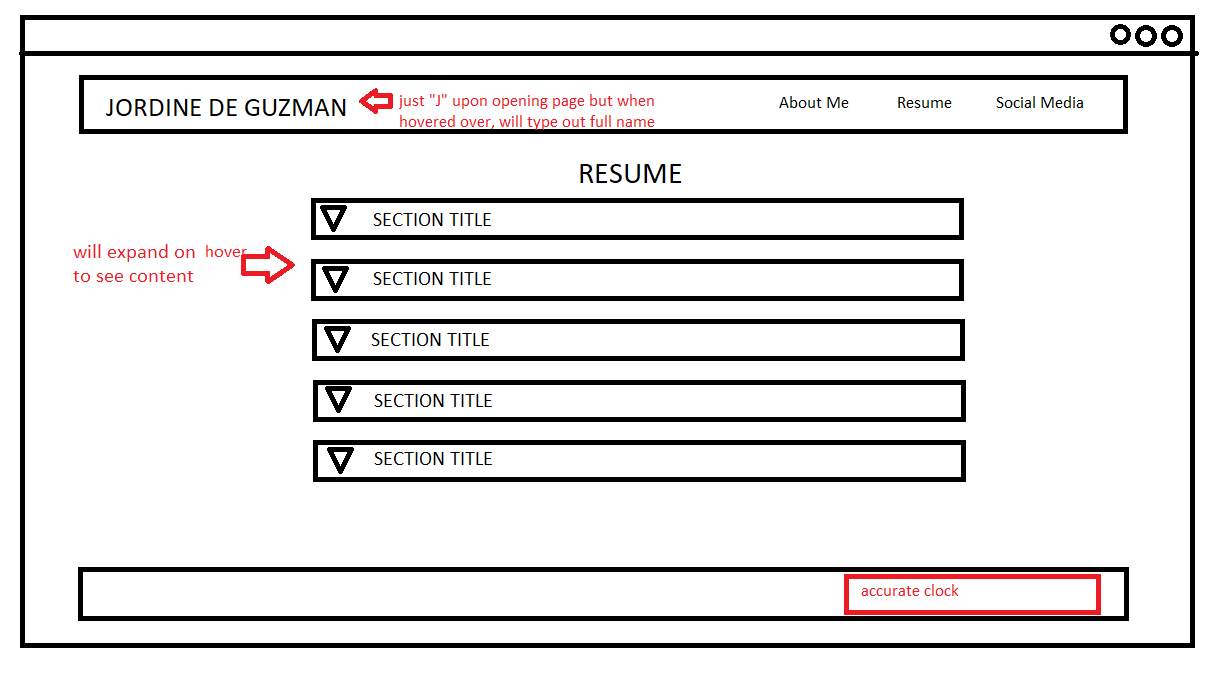 JORDINE DE GUZMAN
just "J" upon opening page but when
hovered over, will type out full name
About Me
Resume
Social Media
RESUME
SECTION TITLE
will expand on hover
to see content
SECTION TITLE
SECTION TITLE
SECTION TITLE
SECTION TITLE
accurate clock